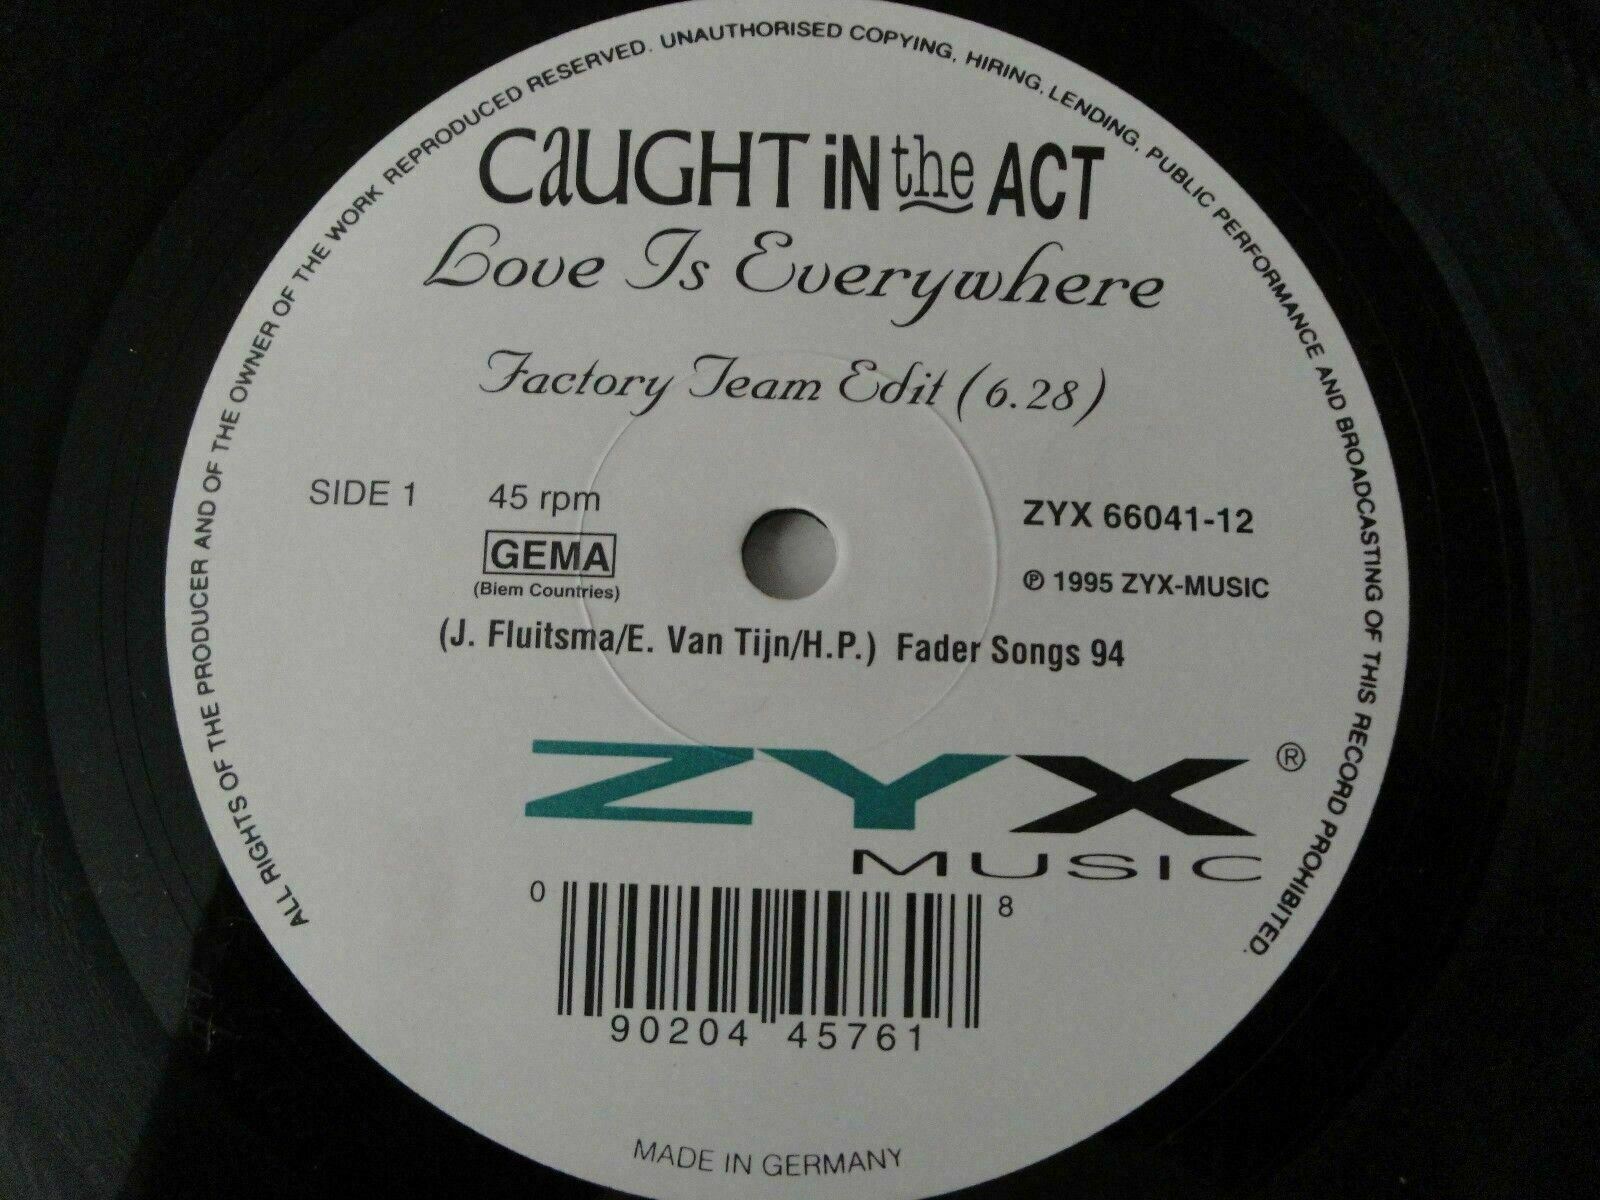 ALL RIGHTS OF THE PRODUCER AND OF THE OWNER OF THE WORK REPRODUCED RESERVED. UNAUTHORISED COPYING, HIRING, LENDING, PUBLIC PERFORMANCE AND BROADCASTING OF THIS RECORD PROHIBITED.
CaUGHT iN the ACT
Love Is Everywhere
Factory Team Edit (6.28)
SIDE 1 45 rpm ZYX 66041-12
GEMA
(Biem Countries)
℗ 1995 ZYX-MUSIC
(J. Fluitsma/E. Van Tijn/H.P.) Fader Songs 94
ZYX ®
MUSIC
0 8
90204 45761
MADE IN GERMANY